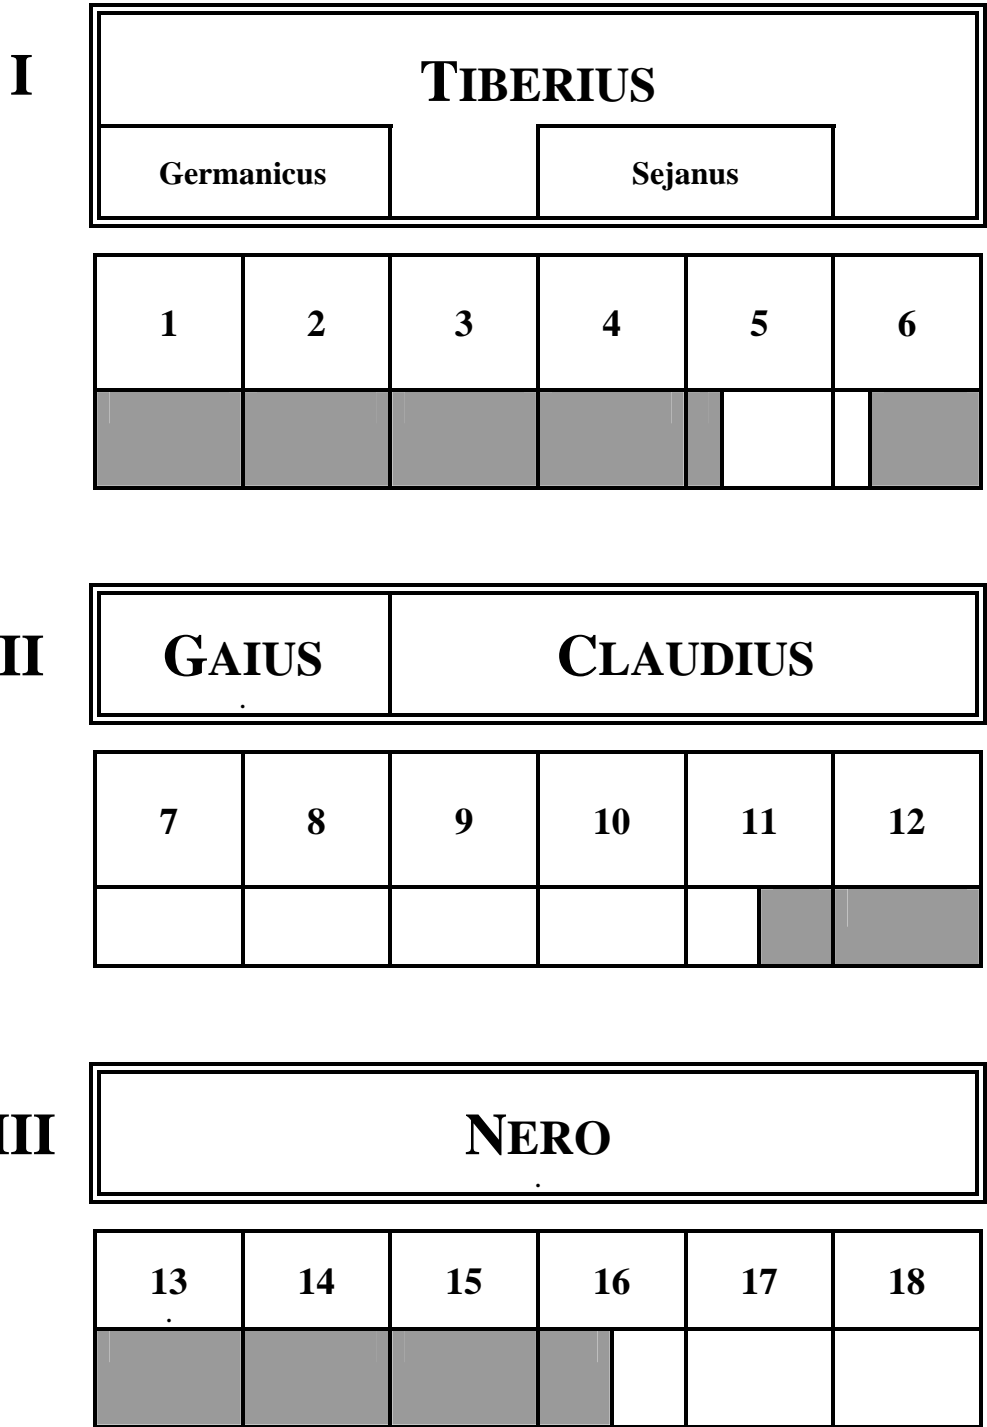 I
TIBERIUS
Germanicus Sejanus
1 2 3 4 5 6
II
GAIUS CLAUDIUS
.
7 8 9 10 11 12
III
NERO
.
13 14 15 16 17 18
.